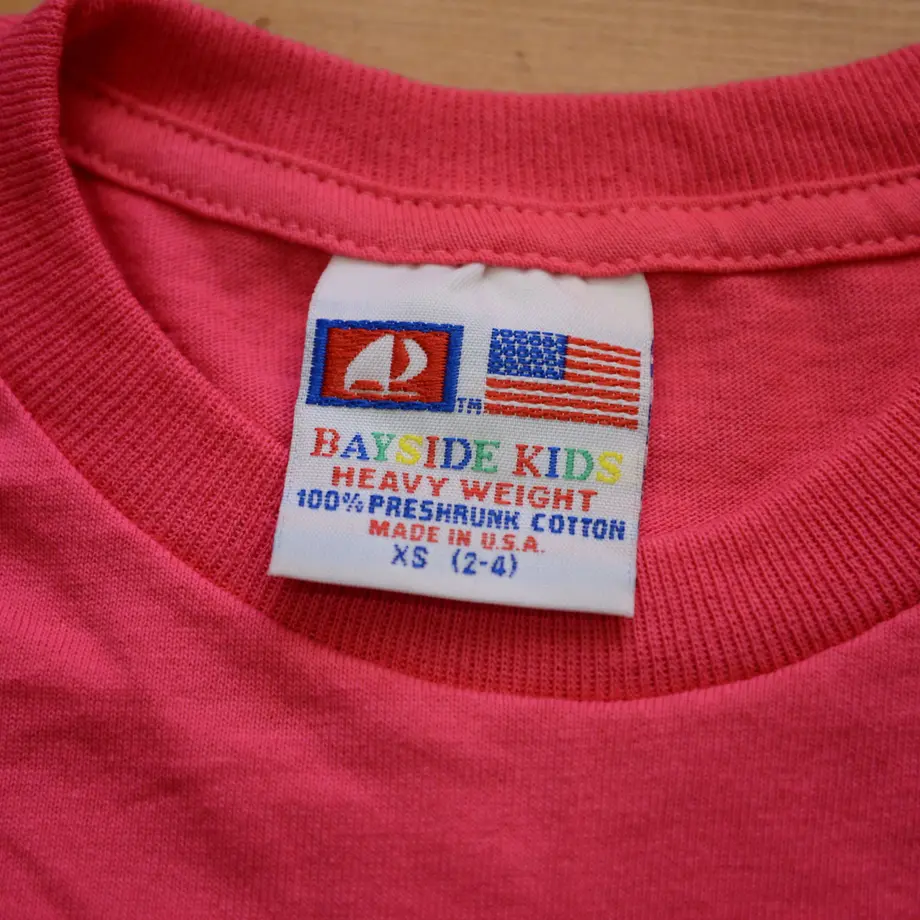 TM
BAYSIDE KIDS
HEAVY WEIGHT
100% PRESHRUNK COTTON
MADE IN U.S.A.
XS (2-4)